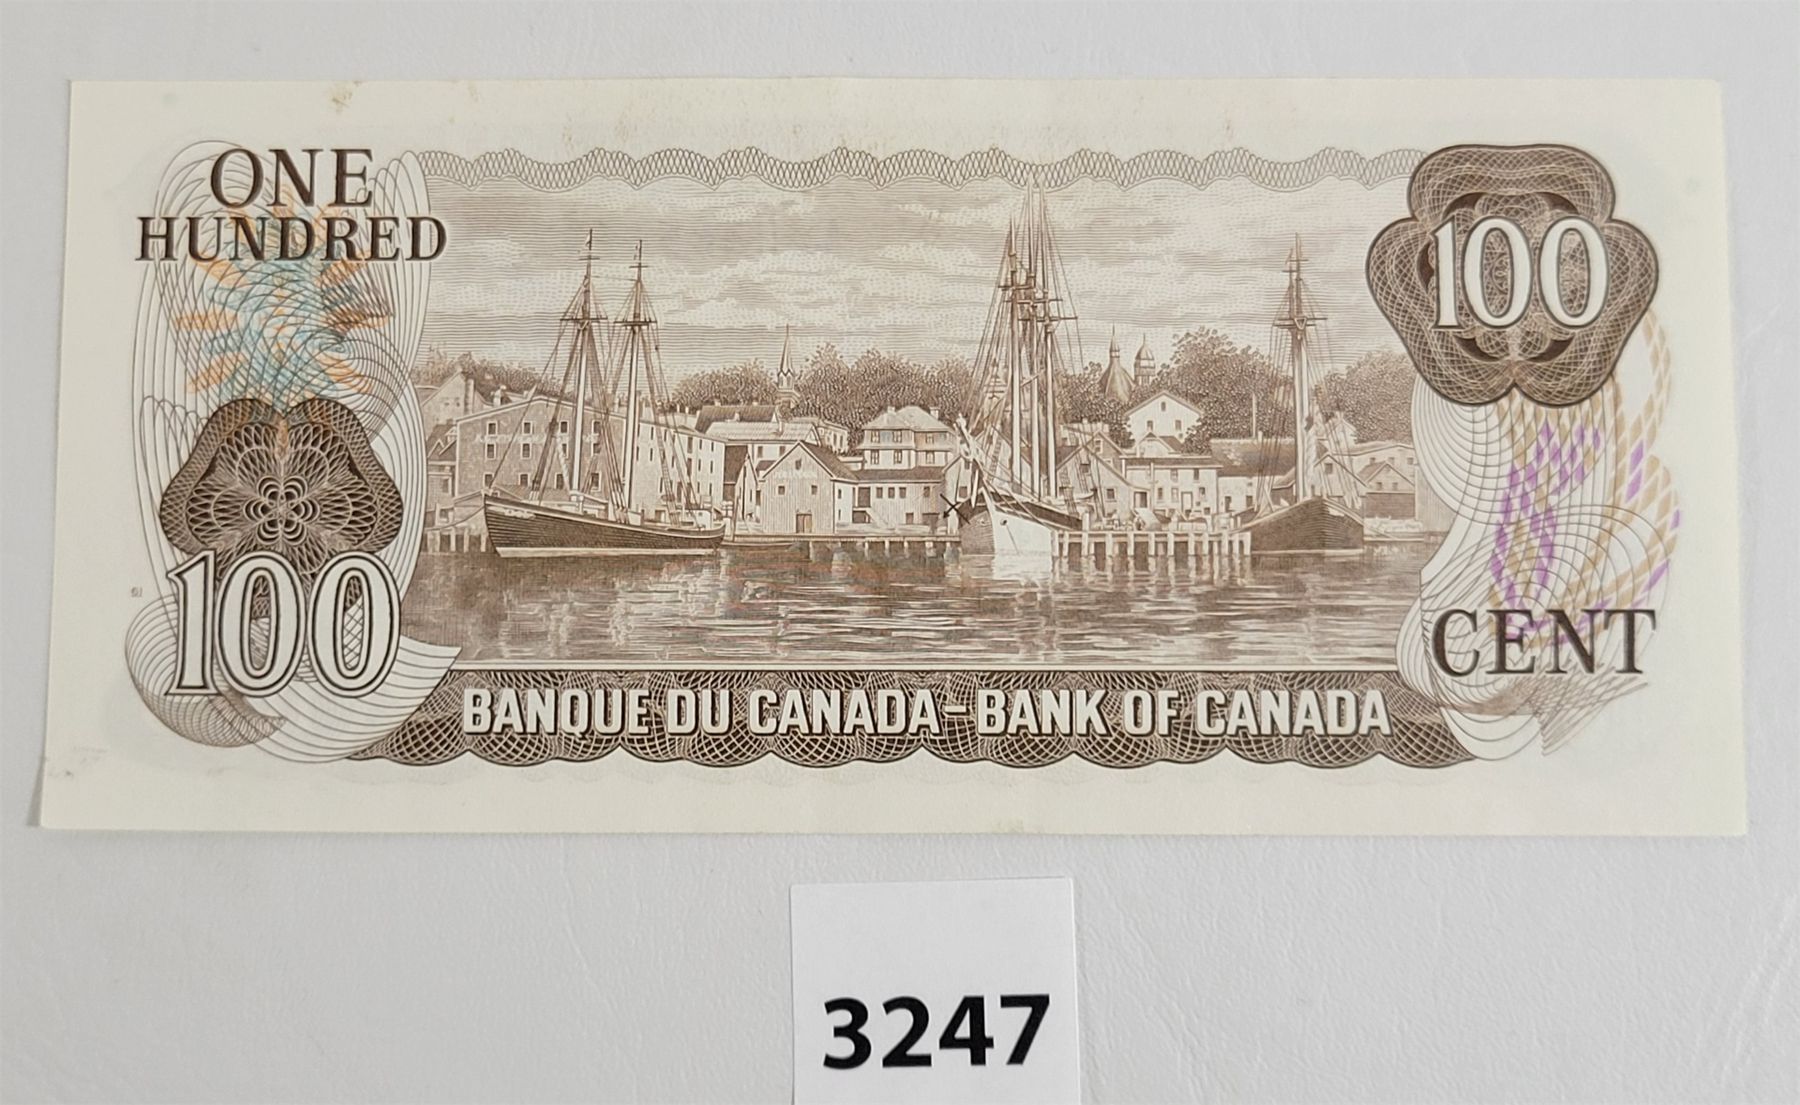 ONE
HUNDRED
100
100
CENT
BANQUE DU CANADA-BANK OF CANADA
3247